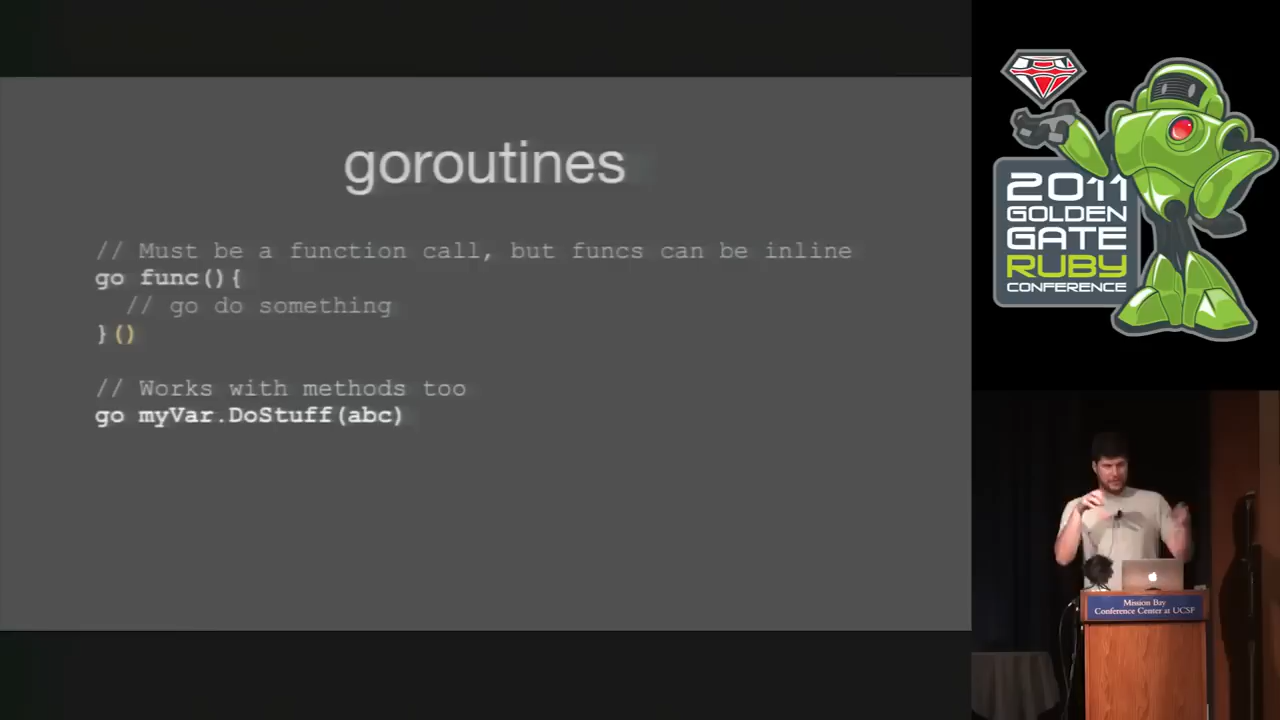 goroutines
// Must be a function call, but funcs can be inline
go func(){
// go do something
}()
// Works with methods too
go myVar.DoStuff(abc)
2011
GOLDEN
GATE
RUBY
CONFERENCE
Mission Bay
Conference Center at UCSF